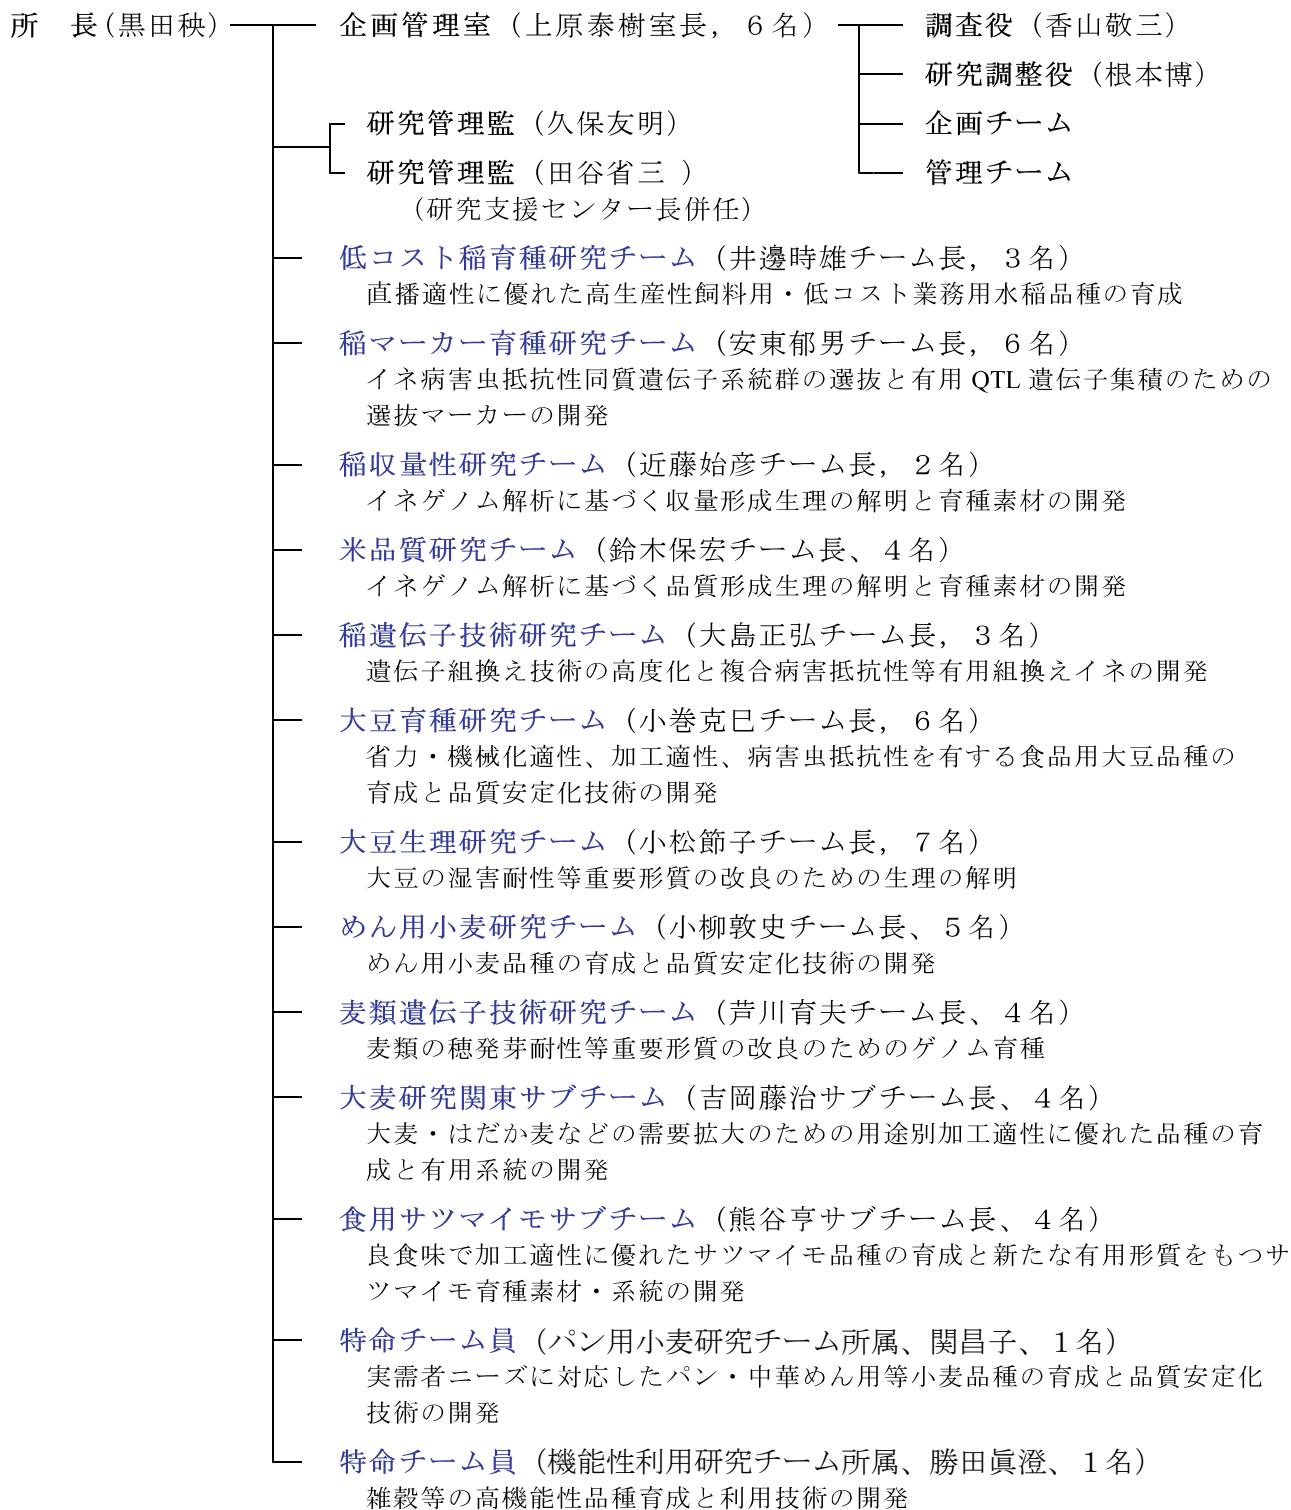 所　長(黒田秧)　企画管理室（上原泰樹室長，６名）　調査役（香山敬三）
研究調整役（根本博）
研究管理監（久保友明）　企画チーム
研究管理監（田谷省三 ）　管理チーム
（研究支援センター長併任）
低コスト稲育種研究チーム（井邊時雄チーム長，３名）
直播適性に優れた高生産性飼料用・低コスト業務用水稲品種の育成
稲マーカー育種研究チーム（安東郁男チーム長，６名）
イネ病害虫抵抗性同質遺伝子系統群の選抜と有用 QTL 遺伝子集積のための
選抜マーカーの開発
稲収量性研究チーム（近藤始彦チーム長，２名）
イネゲノム解析に基づく収量形成生理の解明と育種素材の開発
米品質研究チーム（鈴木保宏チーム長、４名）
イネゲノム解析に基づく品質形成生理の解明と育種素材の開発
稲遺伝子技術研究チーム（大島正弘チーム長，３名）
遺伝子組換え技術の高度化と複合病害抵抗性等有用組換えイネの開発
大豆育種研究チーム（小巻克巳チーム長，６名）
省力・機械化適性、加工適性、病害虫抵抗性を有する食品用大豆品種の
育成と品質安定化技術の開発
大豆生理研究チーム（小松節子チーム長，７名）
大豆の湿害耐性等重要形質の改良のための生理の解明
めん用小麦研究チーム（小柳敦史チーム長、５名）
めん用小麦品種の育成と品質安定化技術の開発
麦類遺伝子技術研究チーム（芦川育夫チーム長、４名）
麦類の穂発芽耐性等重要形質の改良のためのゲノム育種
大麦研究関東サブチーム（吉岡藤治サブチーム長、４名）
大麦・はだか麦などの需要拡大のための用途別加工適性に優れた品種の育
成と有用系統の開発
食用サツマイモサブチーム（熊谷亨サブチーム長、４名）
良食味で加工適性に優れたサツマイモ品種の育成と新たな有用形質をもつサ
ツマイモ育種素材・系統の開発
特命チーム員（パン用小麦研究チーム所属、関昌子、１名）
実需者ニーズに対応したパン・中華めん用等小麦品種の育成と品質安定化
技術の開発
特命チーム員（機能性利用研究チーム所属、勝田眞澄、１名）
雑穀等の高機能性品種育成と利用技術の開発